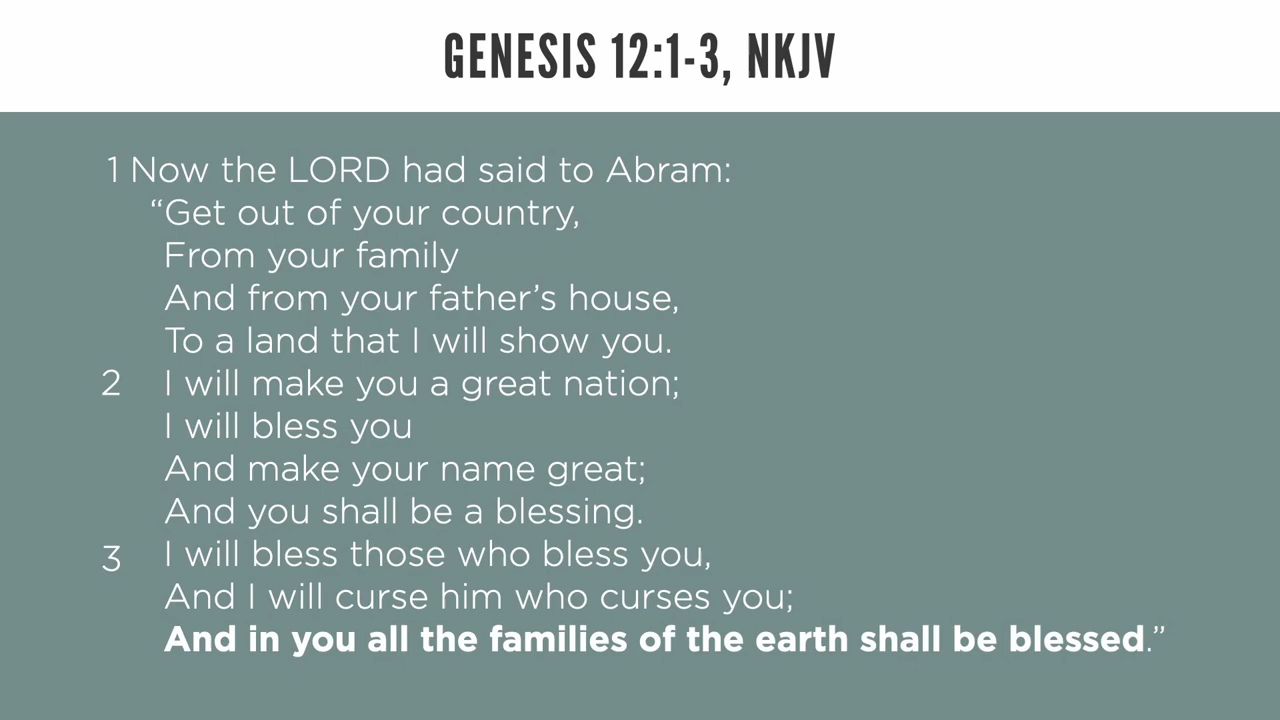 GENESIS 12:1-3, NKJV
1 Now the LORD had said to Abram:
“Get out of your country,
From your family
And from your father’s house,
To a land that I will show you.
2 I will make you a great nation;
I will bless you
And make your name great;
And you shall be a blessing.
3 I will bless those who bless you,
And I will curse him who curses you;
And in you all the families of the earth shall be blessed.”